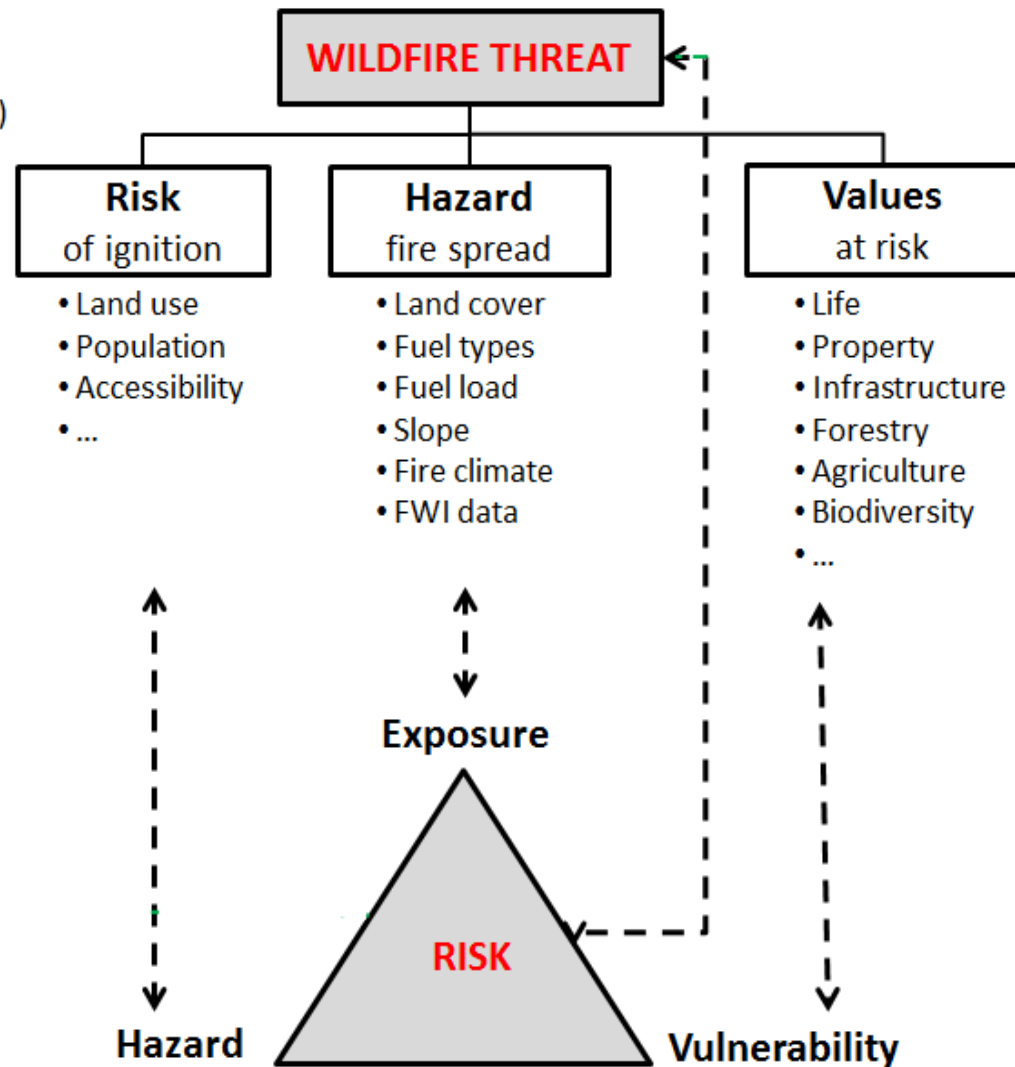 WILDFIRE THREAT
)
Risk
of ignition
• Land use
• Population
• Accessibility
• ...
Hazard
fire spread
• Land cover
• Fuel types
• Fuel load
• Slope
• Fire climate
• FWI data
Values
at risk
• Life
• Property
• Infrastructure
• Forestry
• Agriculture
• Biodiversity
• ...
Exposure
RISK
Hazard
Vulnerability